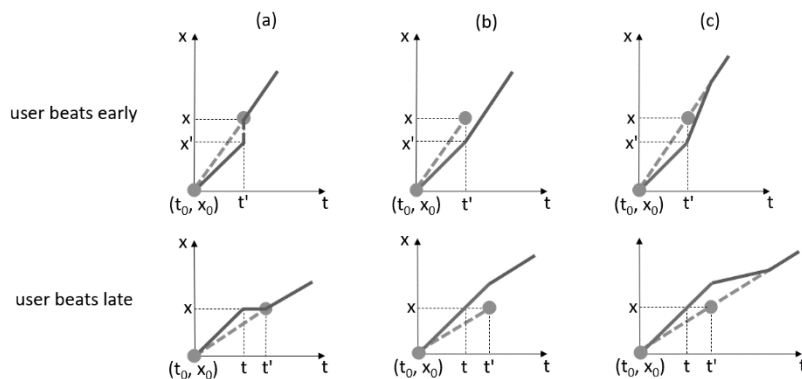 (a) (b) (c)
x x x
user beats early
x x x
x' x' x'
(t₀, x₀) t' t (t₀, x₀) t' t (t₀, x₀) t' t
x x
user beats late
x x x
(t₀, x₀) t t' t (t₀, x₀) t t' t (t₀, x₀) t t' t